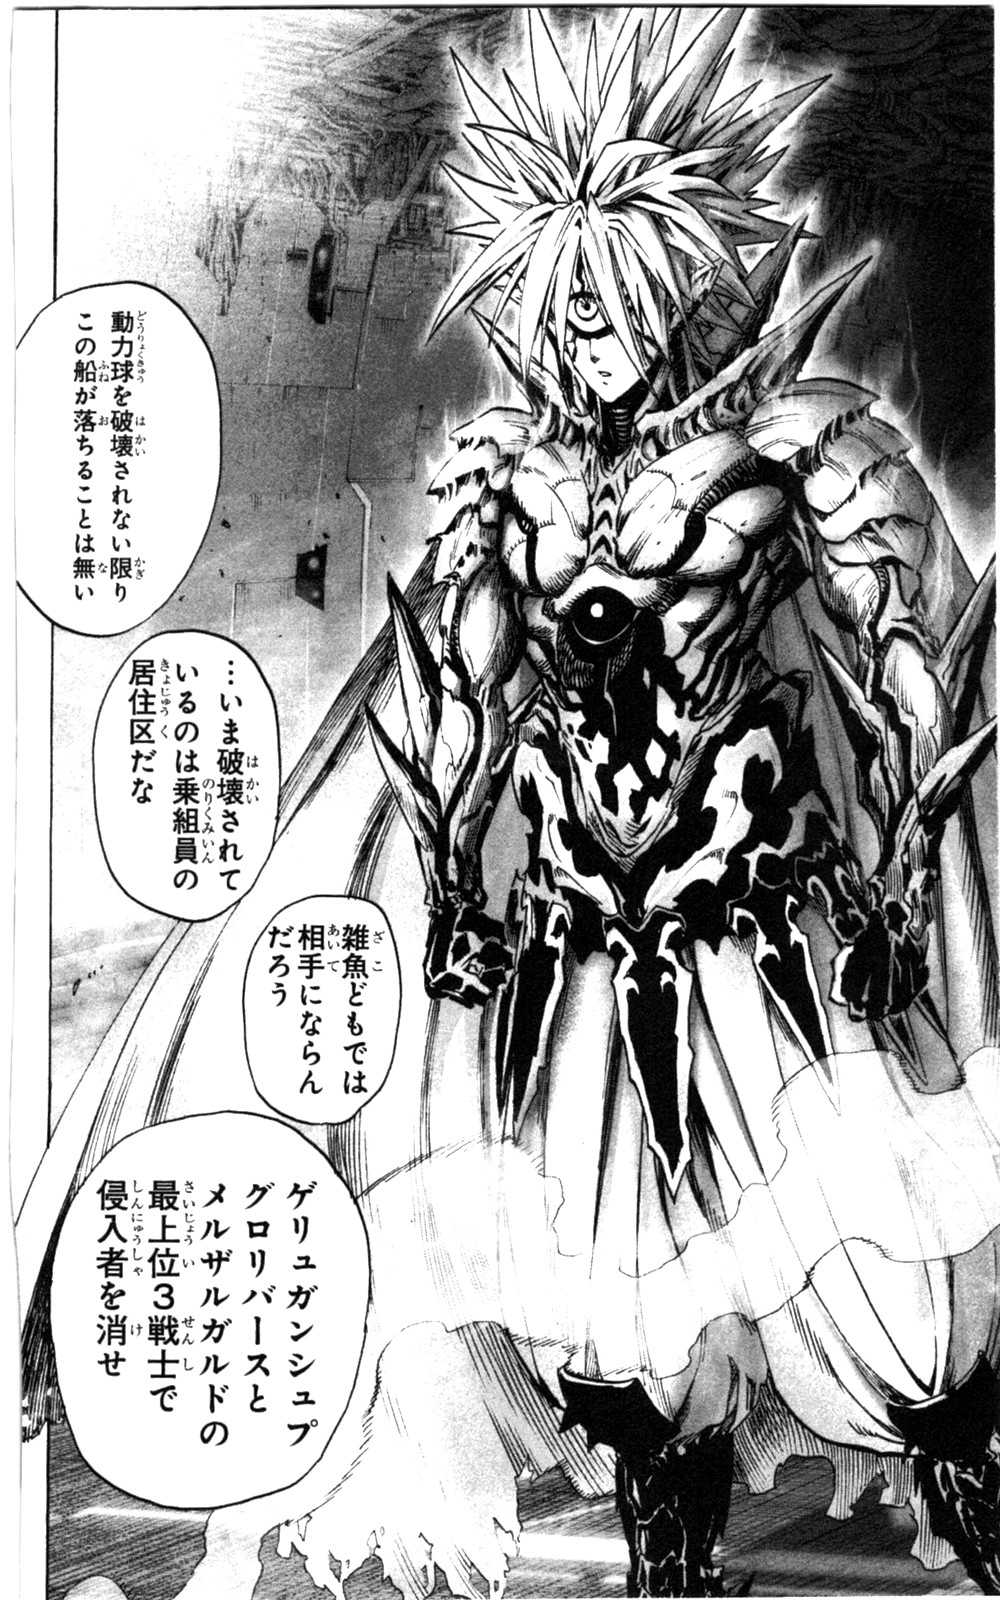 動力球を破壊されない限り
この船が落ちることは無い
…いま破壊されて
いるのは乗組員の
居住区だな
雑魚どもでは
相手にならん
だろう
ゲリュガンシュプ
グロリバースと
メルザルガルドの
最上位3戦士で
侵入者を消せ